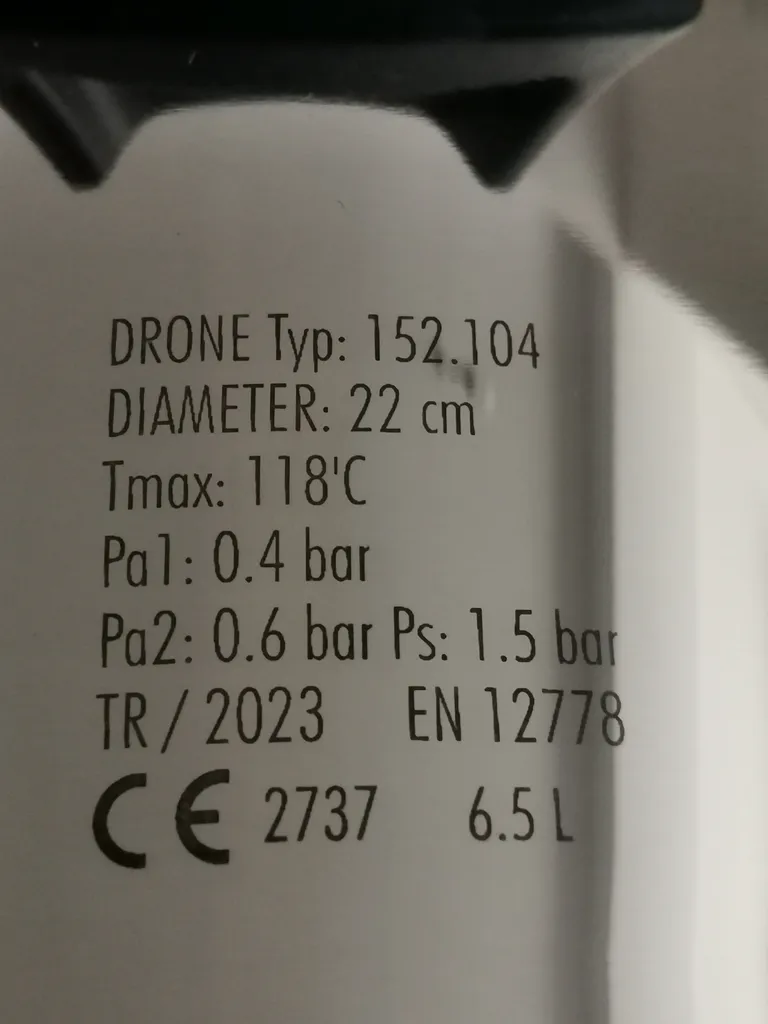 DRONE Typ: 152.104
DIAMETER: 22 cm
Tmax: 118'C
Pa1: 0.4 bar
Pa2: 0.6 bar Ps: 1.5 bar
TR / 2023 EN 12778
CE 2737 6.5 L